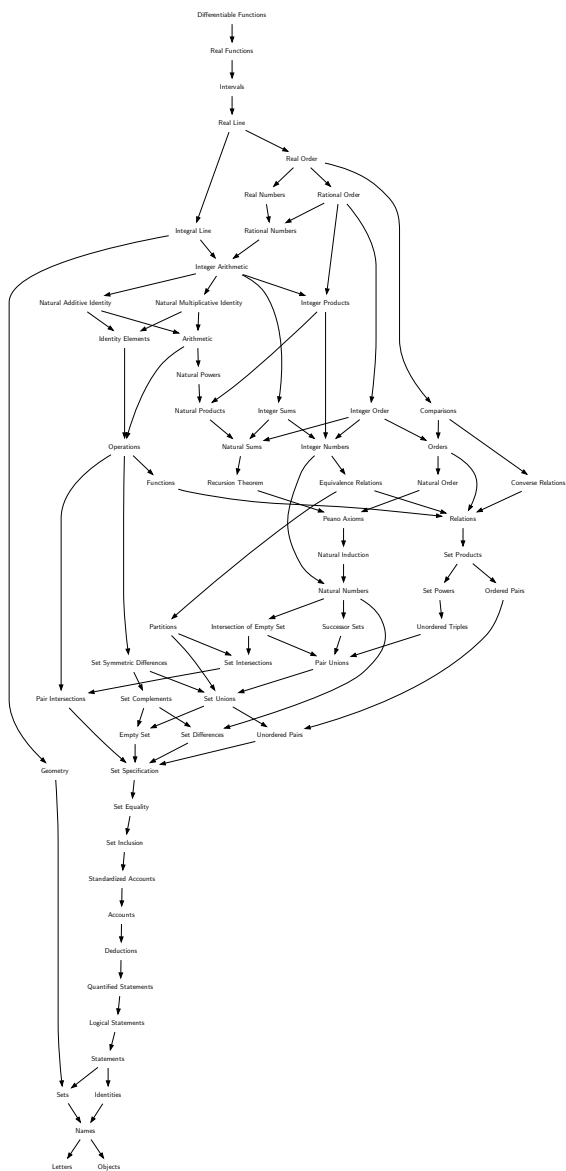 Differentiable Functions
Real Functions
Intervals
Real Line
Real Order
Real Numbers
Rational Order
Integral Line
Rational Numbers
Integer Arithmetic
Natural Additive Identity
Natural Multiplicative Identity
Integer Products
Identity Elements
Arithmetic
Natural Powers
Natural Products
Integer Sums
Integer Order
Comparisons
Operations
Natural Sums
Integer Numbers
Orders
Functions
Recursion Theorem
Equivalence Relations
Natural Order
Converse Relations
Peano Axioms
Relations
Natural Induction
Set Products
Natural Numbers
Set Powers
Ordered Pairs
Partitions
Intersection of Empty Set
Successor Sets
Unordered Triples
Set Symmetric Differences
Set Intersections
Pair Unions
Pair Intersections
Set Complements
Set Unions
Empty Set
Set Differences
Unordered Pairs
Geometry
Set Specification
Set Equality
Set Inclusion
Standardized Accounts
Accounts
Deductions
Quantified Statements
Logical Statements
Statements
Sets
Identities
Names
Letters
Objects